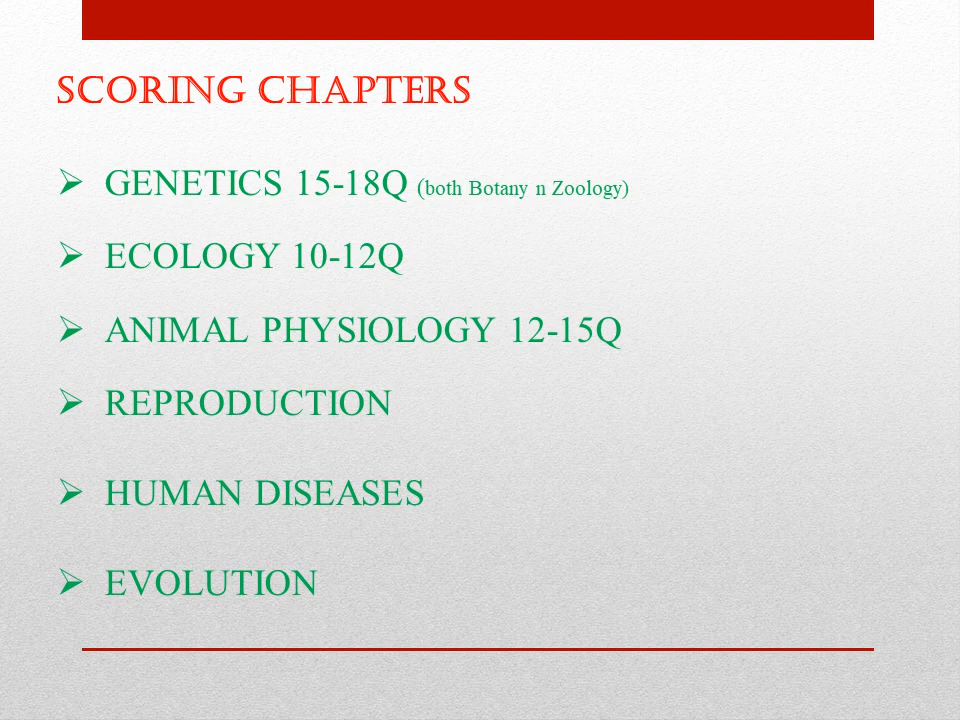 SCORING CHAPTERS
➢ GENETICS 15-18Q (both Botany n Zoology)
➢ ECOLOGY 10-12Q
➢ ANIMAL PHYSIOLOGY 12-15Q
➢ REPRODUCTION
➢ HUMAN DISEASES
➢ EVOLUTION